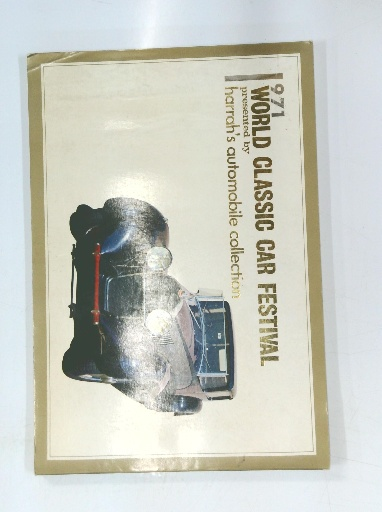 1971
WORLD CLASSIC CAR FESTIVAL
presented by
harrah's automobile collection